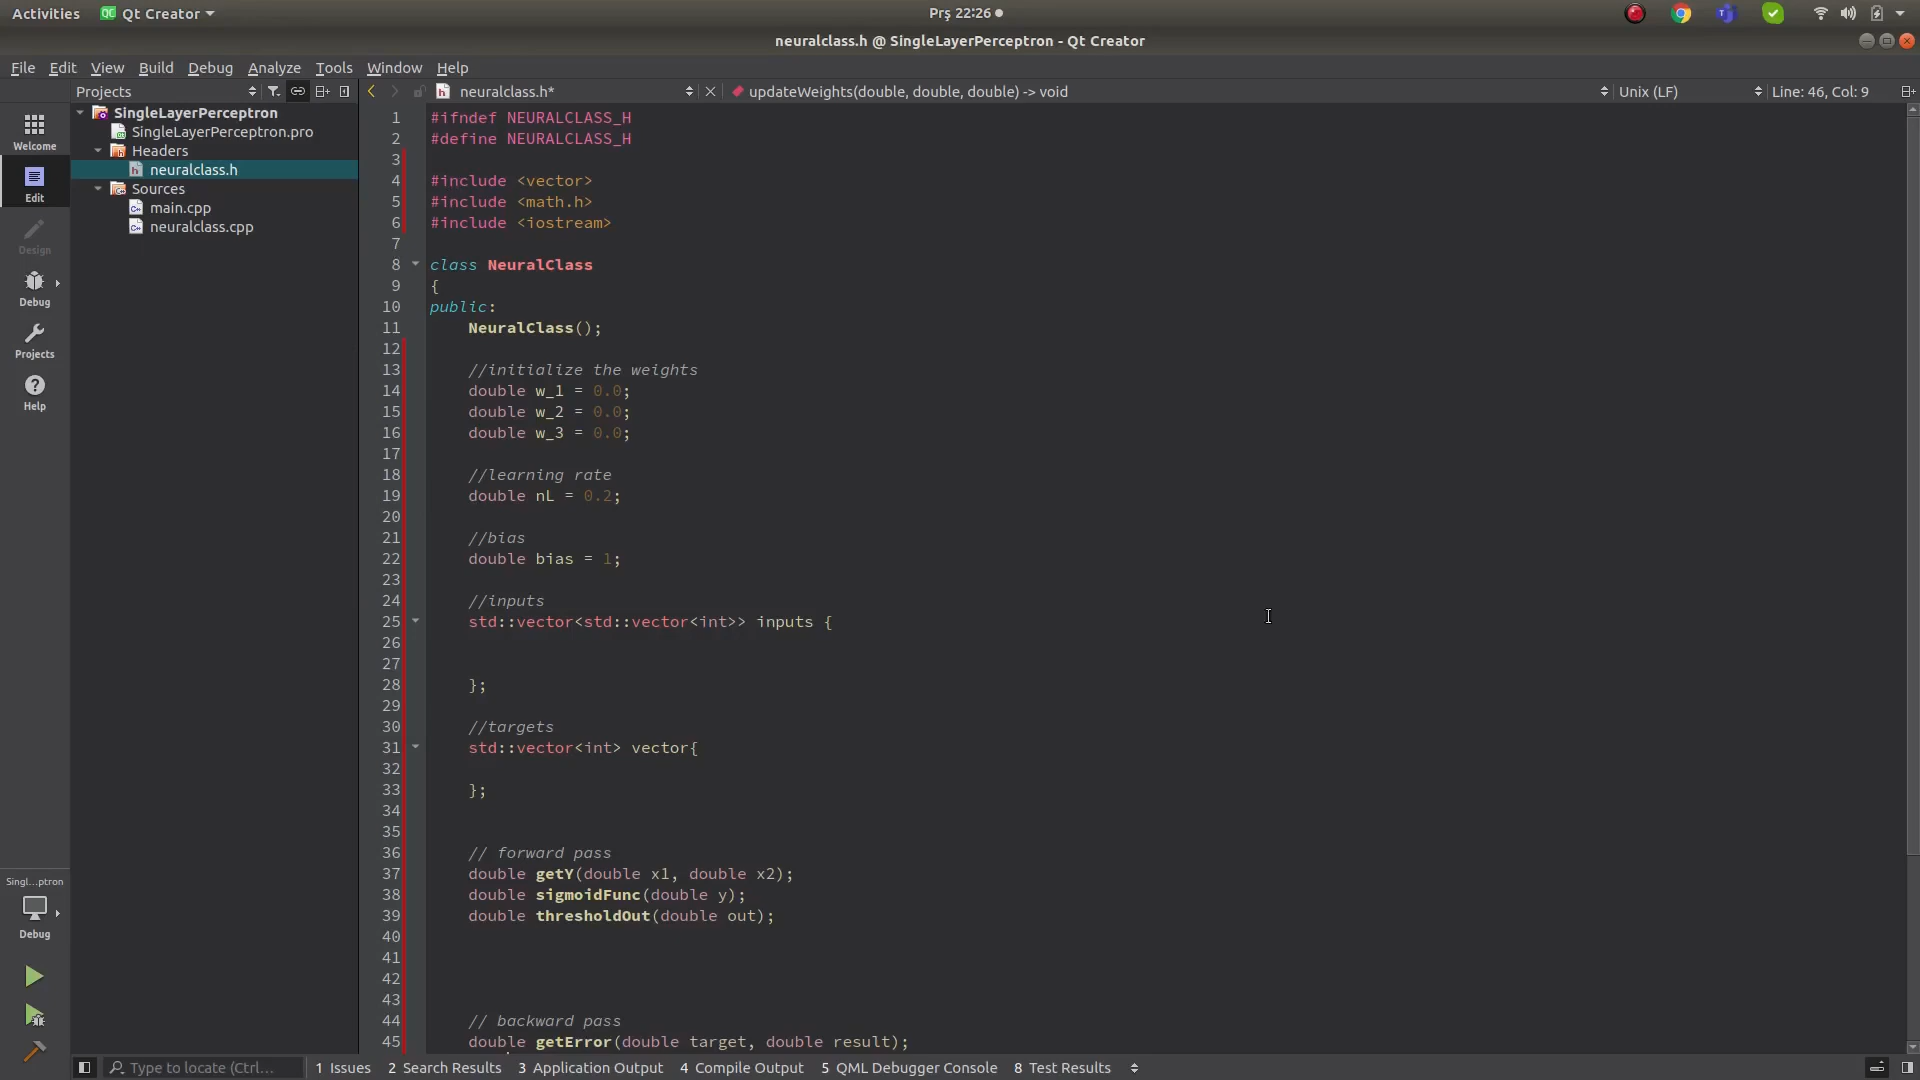 Activities Qt Creator Prş 22:26
neuralclass.h @ SingleLayerPerceptron - Qt Creator
File Edit View Build Debug Analyze Tools Window Help
Projects neuralclass.h* updateWeights(double, double, double) -> void Unix (LF) Line: 46, Col: 9
SingleLayerPerceptron
SingleLayerPerceptron.pro
Headers
neuralclass.h
Sources
main.cpp
neuralclass.cpp
Welcome
Edit
Design
Debug
Projects
Help
Singl...ptron
Debug
1 #ifndef NEURALCLASS_H
2 #define NEURALCLASS_H
3
4 #include <vector>
5 #include <math.h>
6 #include <iostream>
7
8 class NeuralClass
9 {
10 public:
11 NeuralClass();
12
13 //initialize the weights
14 double w_1 = 0.0;
15 double w_2 = 0.0;
16 double w_3 = 0.0;
17
18 //learning rate
19 double nL = 0.2;
20
21 //bias
22 double bias = 1;
23
24 //inputs
25 std::vector<std::vector<int>> inputs {
26
27
28 };
29
30 //targets
31 std::vector<int> vector{
32
33 };
34
35
36 // forward pass
37 double getY(double x1, double x2);
38 double sigmoidFunc(double y);
39 double thresholdOut(double out);
40
41
42
43
44 // backward pass
45 double getError(double target, double result);
Type to locate (Ctrl... 1 Issues 2 Search Results 3 Application Output 4 Compile Output 5 QML Debugger Console 8 Test Results